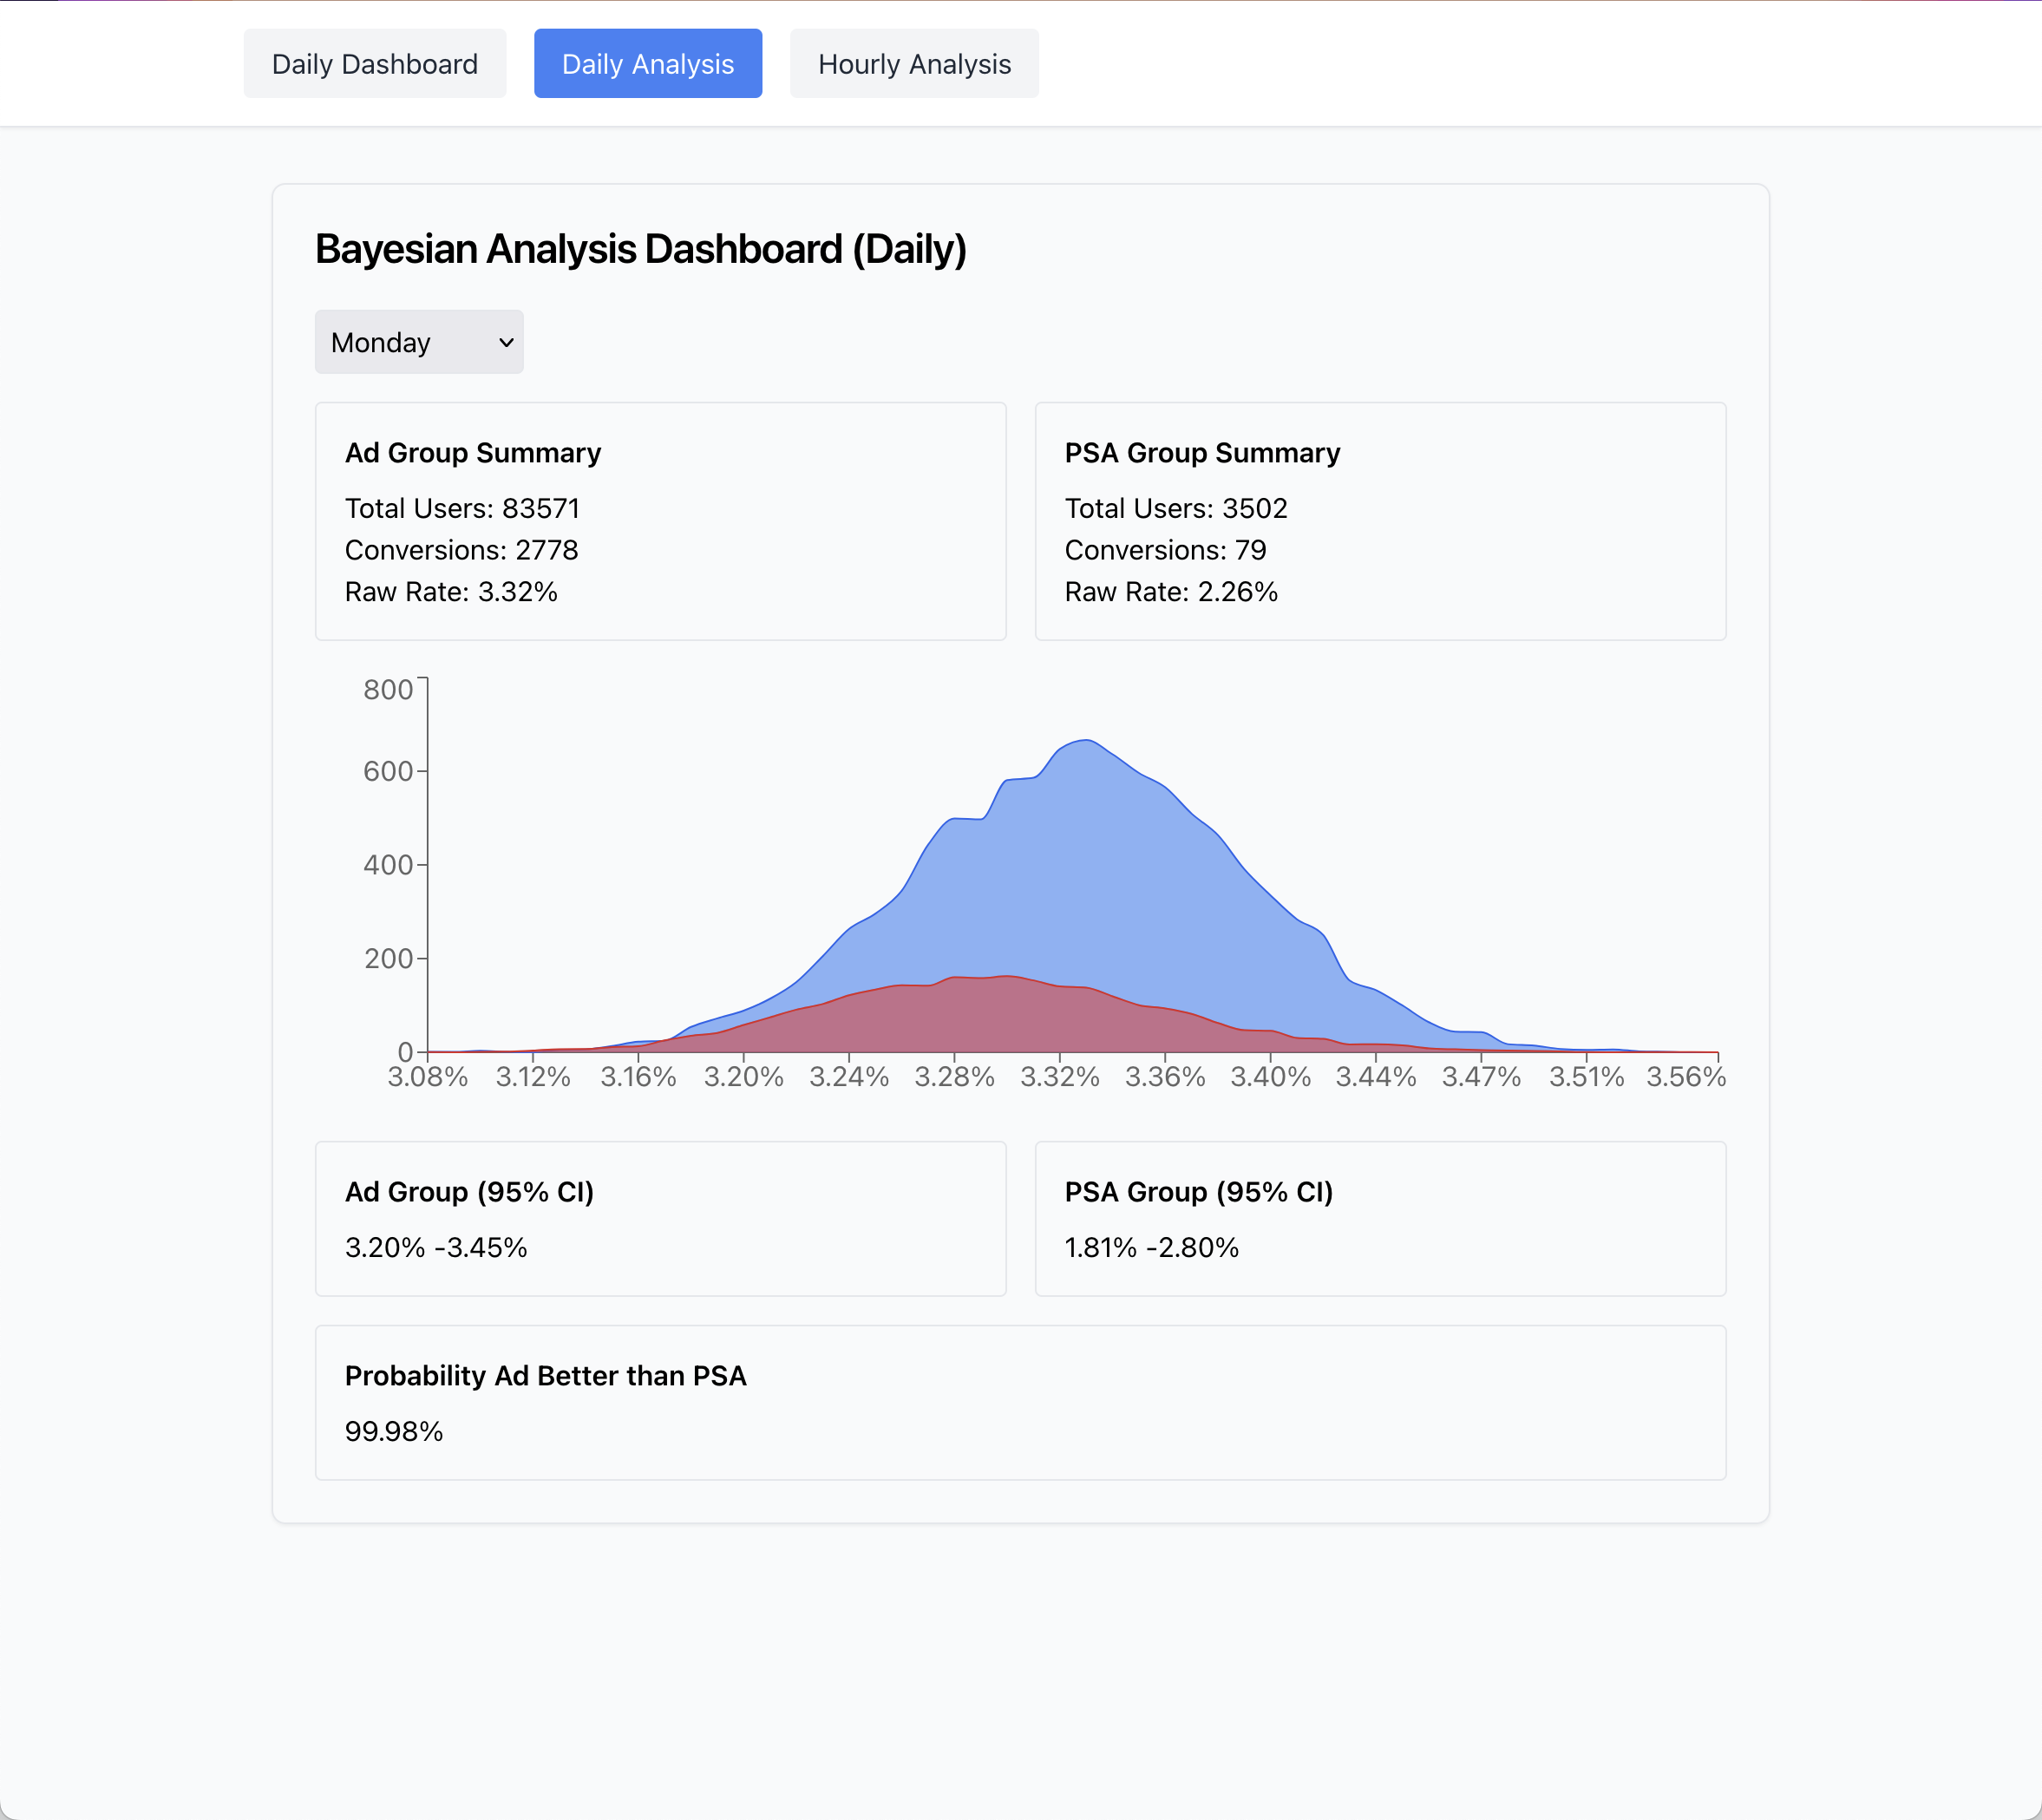 Daily Dashboard
Daily Analysis
Hourly Analysis
Bayesian Analysis Dashboard (Daily)
Monday
Ad Group Summary
Total Users: 83571
Conversions: 2778
Raw Rate: 3.32%
PSA Group Summary
Total Users: 3502
Conversions: 79
Raw Rate: 2.26%
800
600
400
200
0
3.08% 3.12% 3.16% 3.20% 3.24% 3.28% 3.32% 3.36% 3.40% 3.44% 3.47% 3.51% 3.56%
Ad Group (95% CI)
3.20% -3.45%
PSA Group (95% CI)
1.81% -2.80%
Probability Ad Better than PSA
99.98%